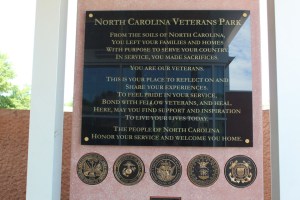 NORTH CAROLINA VETERANS PARK
FROM THE SOILS OF NORTH CAROLINA,
YOU LEFT YOUR FAMILIES AND HOMES
WITH PURPOSE TO SERVE YOUR COUNTRY.
IN SERVICE, YOU MADE SACRIFICES.
YOU ARE OUR VETERANS.
THIS IS YOUR PLACE TO REFLECT ON AND
SHARE YOUR EXPERIENCES,
TO FEEL PRIDE IN YOUR SERVICE,
BOND WITH FELLOW VETERANS, AND HEAL.
HERE, MAY YOU FIND SUPPORT AND INSPIRATION
TO LIVE YOUR LIVES TODAY.
THE PEOPLE OF NORTH CAROLINA
HONOR YOUR SERVICE AND WELCOME YOU HOME.